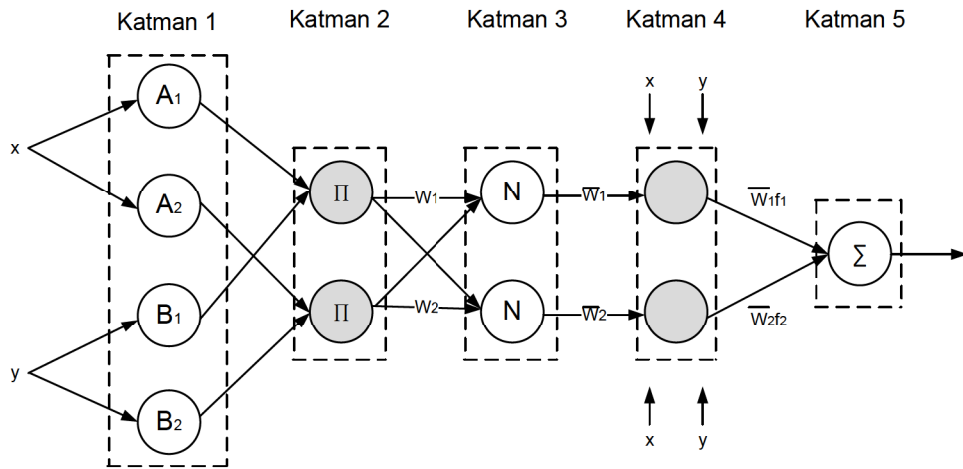 Katman 1 Katman 2 Katman 3 Katman 4 Katman 5
x y
A1
x
Π W1 N W̅1 W̅1f1
A2
Σ
B1
Π W2 N W̅2 W̅2f2
y
B2
x y